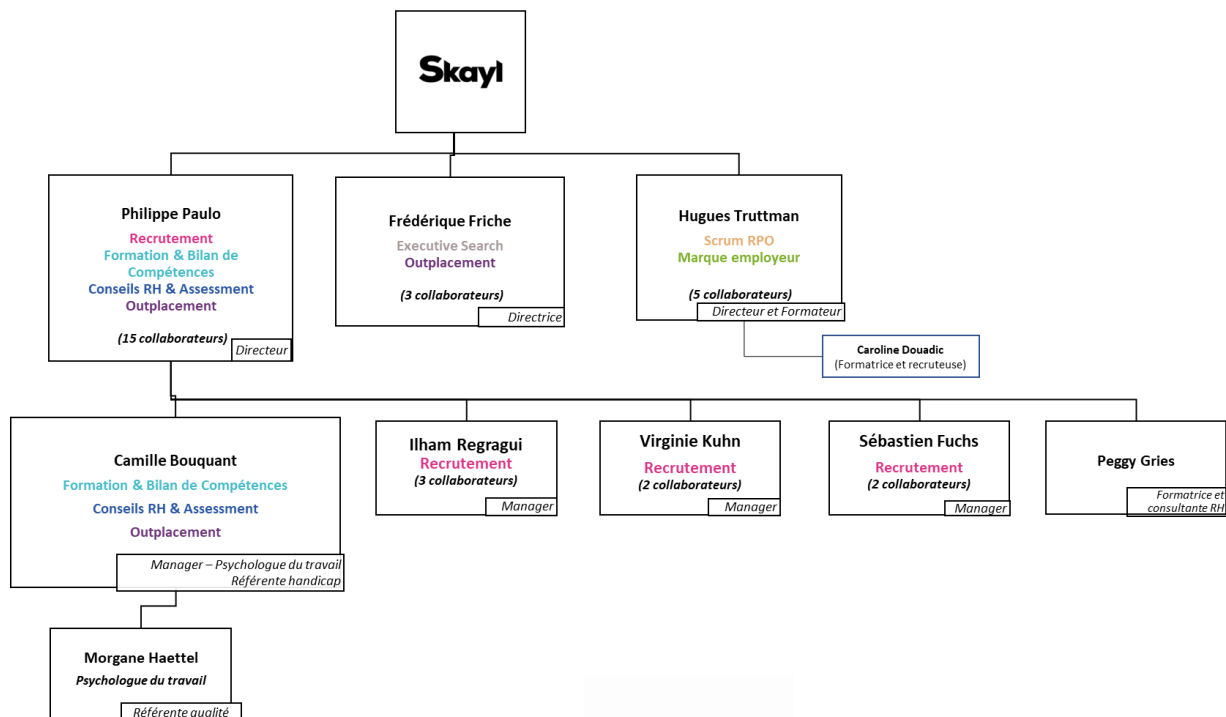 Skayl
Philippe Paulo
Recrutement
Formation & Bilan de
Compétences
Conseils RH & Assessment
Outplacement
(15 collaborateurs)
Directeur
Frédérique Friche
Executive Search
Outplacement
(3 collaborateurs)
Directrice
Hugues Truttman
Scrum RPO
Marque employeur
(5 collaborateurs)
Directeur et Formateur
Caroline Douadic
(Formatrice et recruteuse)
Camille Bouquant
Formation & Bilan de Compétences
Conseils RH & Assessment
Outplacement
Manager – Psychologue du travail
Référente handicap
Ilham Regragui
Recrutement
(3 collaborateurs)
Manager
Virginie Kuhn
Recrutement
(2 collaborateurs)
Manager
Sébastien Fuchs
Recrutement
(2 collaborateurs)
Manager
Peggy Gries
Formatrice et
consultante RH
Morgane Haettel
Psychologue du travail
Référente qualité